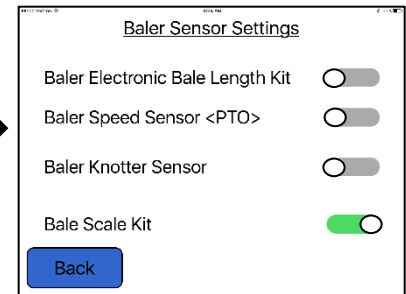 Baler Sensor Settings
Baler Electronic Bale Length Kit
Baler Speed Sensor <PTO>
Baler Knotter Sensor
Bale Scale Kit
Back